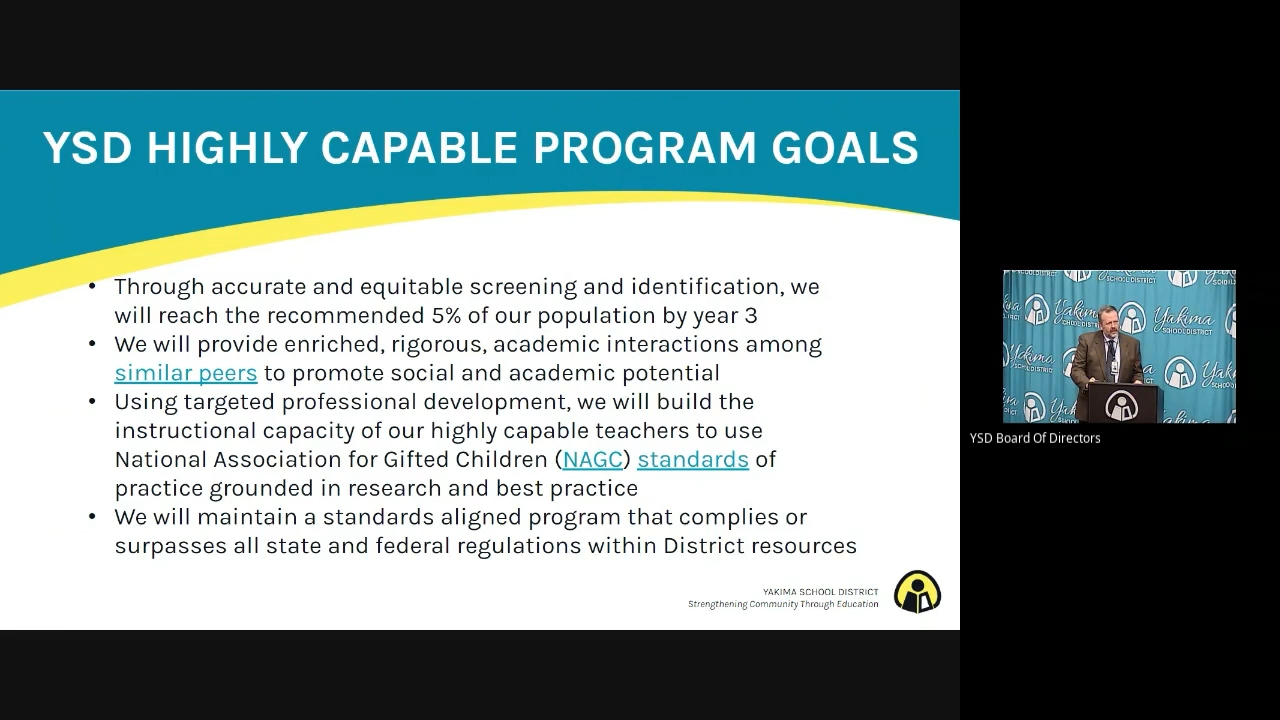 YSD HIGHLY CAPABLE PROGRAM GOALS
• Through accurate and equitable screening and identification, we
will reach the recommended 5% of our population by year 3
• We will provide enriched, rigorous, academic interactions among
similar peers to promote social and academic potential
• Using targeted professional development, we will build the
instructional capacity of our highly capable teachers to use
National Association for Gifted Children (NAGC) standards of
practice grounded in research and best practice
• We will maintain a standards aligned program that complies or
surpasses all state and federal regulations within District resources
YAKIMA SCHOOL DISTRICT
Strengthening Community Through Education
Yakima
SCHOOL DISTRICT
YSD Board Of Directors